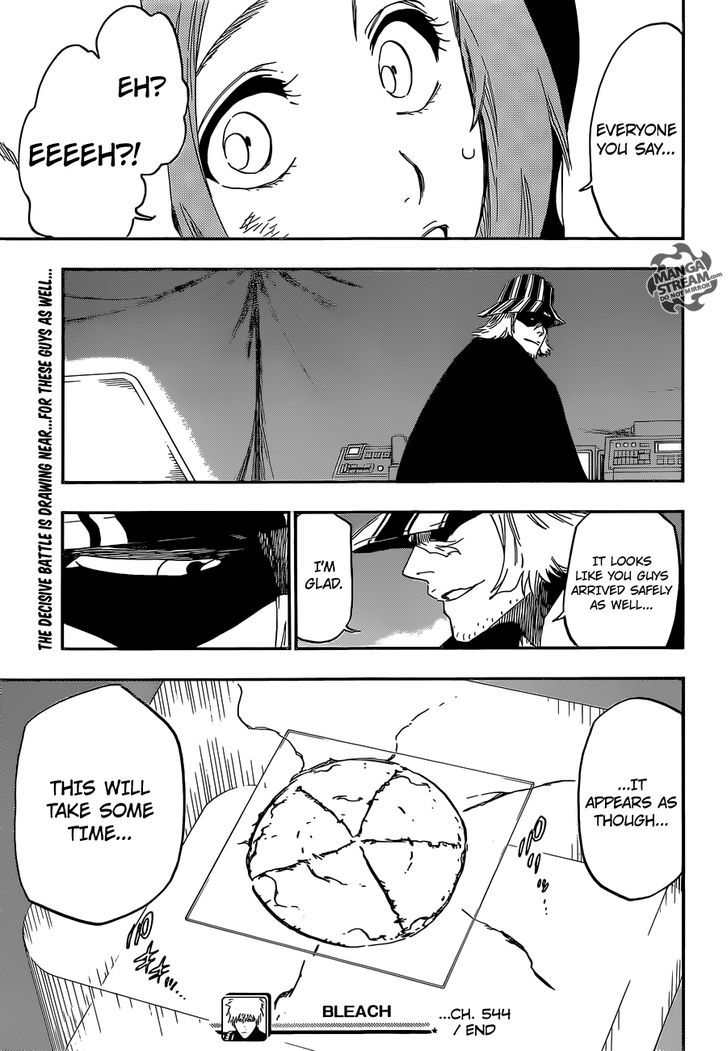 EVERYONE
YOU SAY...
EH?
EEEEH?!
MANGA
STREAM.com
DO NOT MIRROR
THE DECISIVE BATTLE IS DRAWING NEAR...FOR THESE GUYS AS WELL...
IT LOOKS
LIKE YOU GUYS
ARRIVED SAFELY
AS WELL...
I'M
GLAD.
...IT
APPEARS AS
THOUGH...
THIS WILL
TAKE SOME
TIME...
BLEACH
...CH. 544
/ END